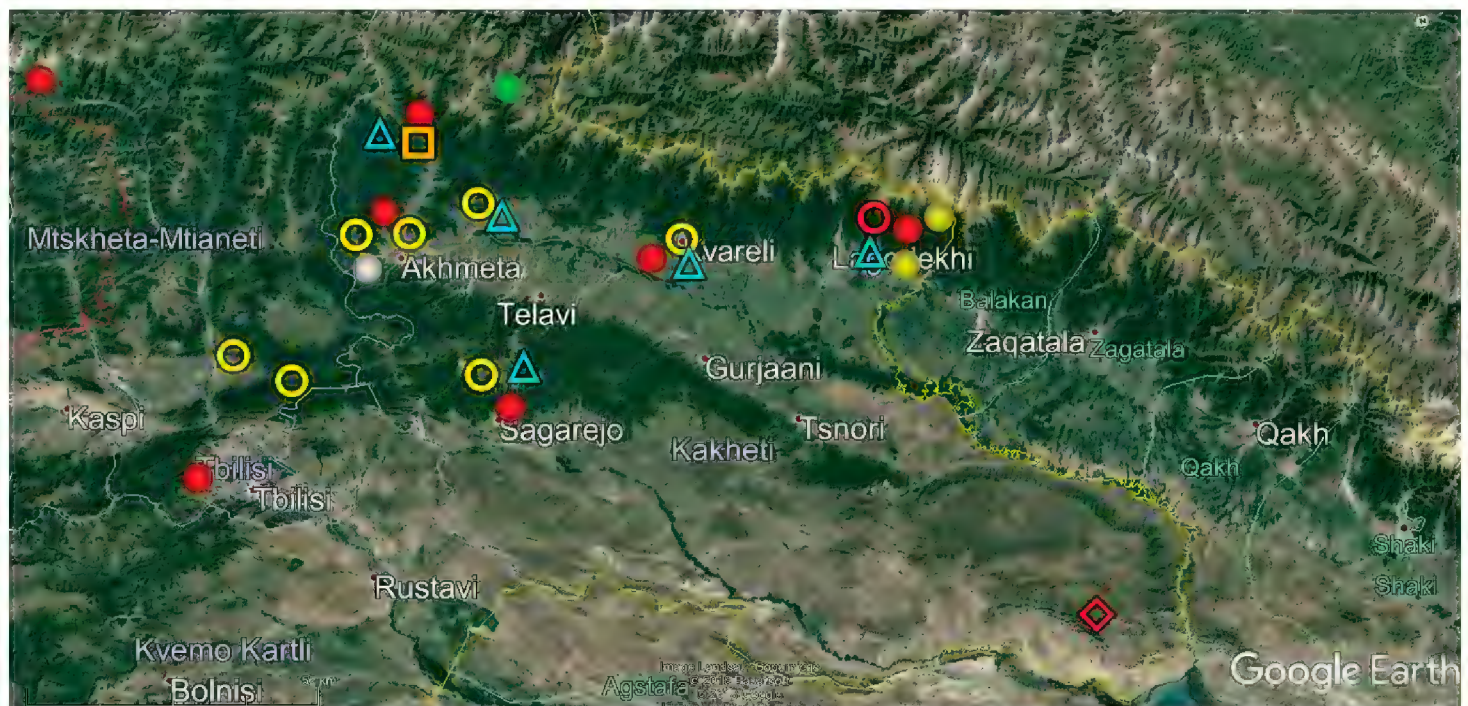 Mtskheta-Mtianeti
Akhmeta
Kvareli
Lagodekhi
Telavi
Balakan
Zaqatala
Zagatala
Gurjaani
Kaspi
Sagarejo
Kakheti
Tsnori
Qakh
Qakh
Tbilisi
Tbilisi
Shaki
Shaki
Rustavi
Kvemo Kartli
Bolnisi
Agstafa
Google Earth